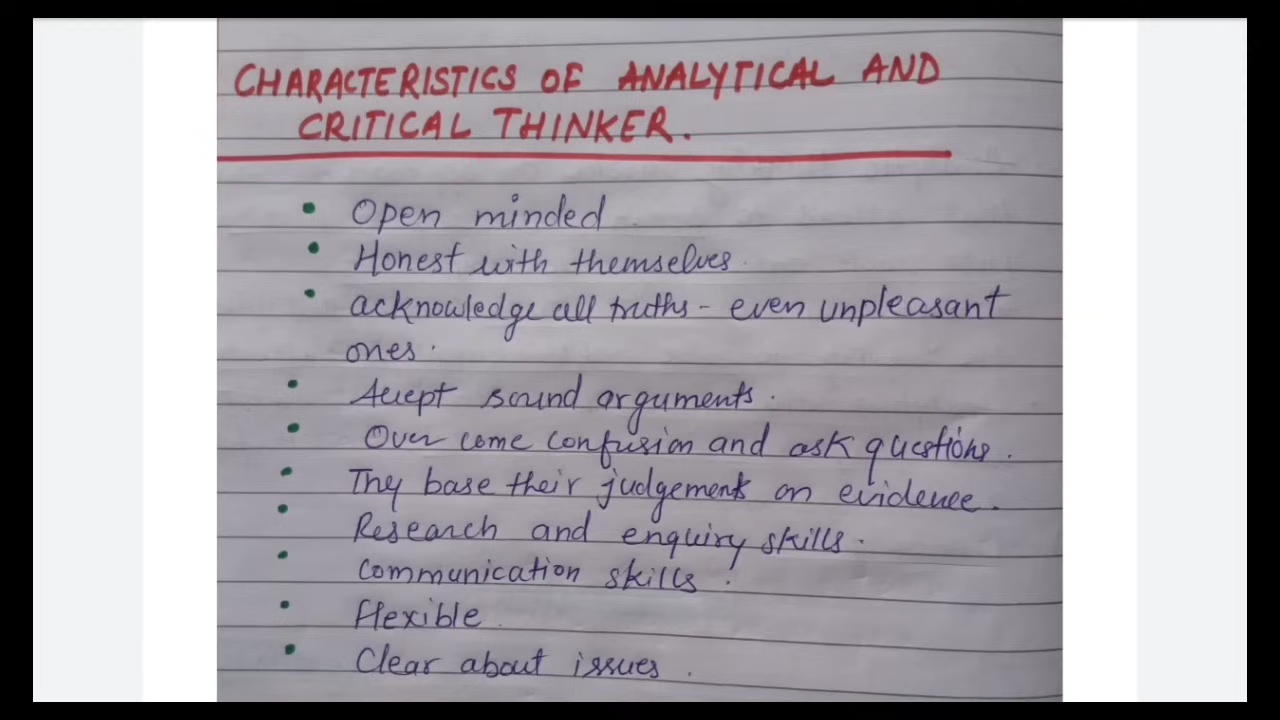 CHARACTERISTICS OF ANALYTICAL AND
CRITICAL THINKER.
• Open minded.
• Honest with themselves.
• acknowledge all truths - even unpleasant
ones.
• Accept sound arguments.
• Over come confusion and ask questions.
• They base their judgements on evidence.
• Research and enquiry skills.
• Communication skills.
• Flexible.
• Clear about issues.